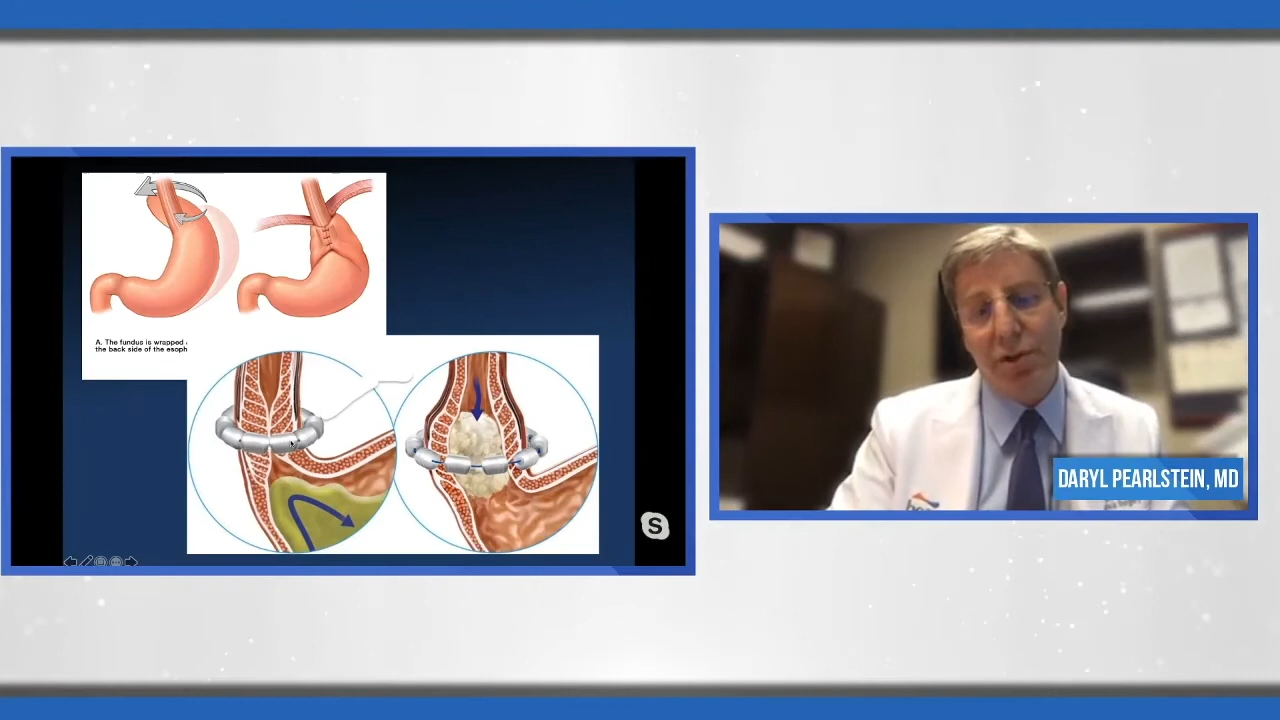 A. The fundus is wrapped
the back side of the esoph
S
DARYL PEARLSTEIN, MD